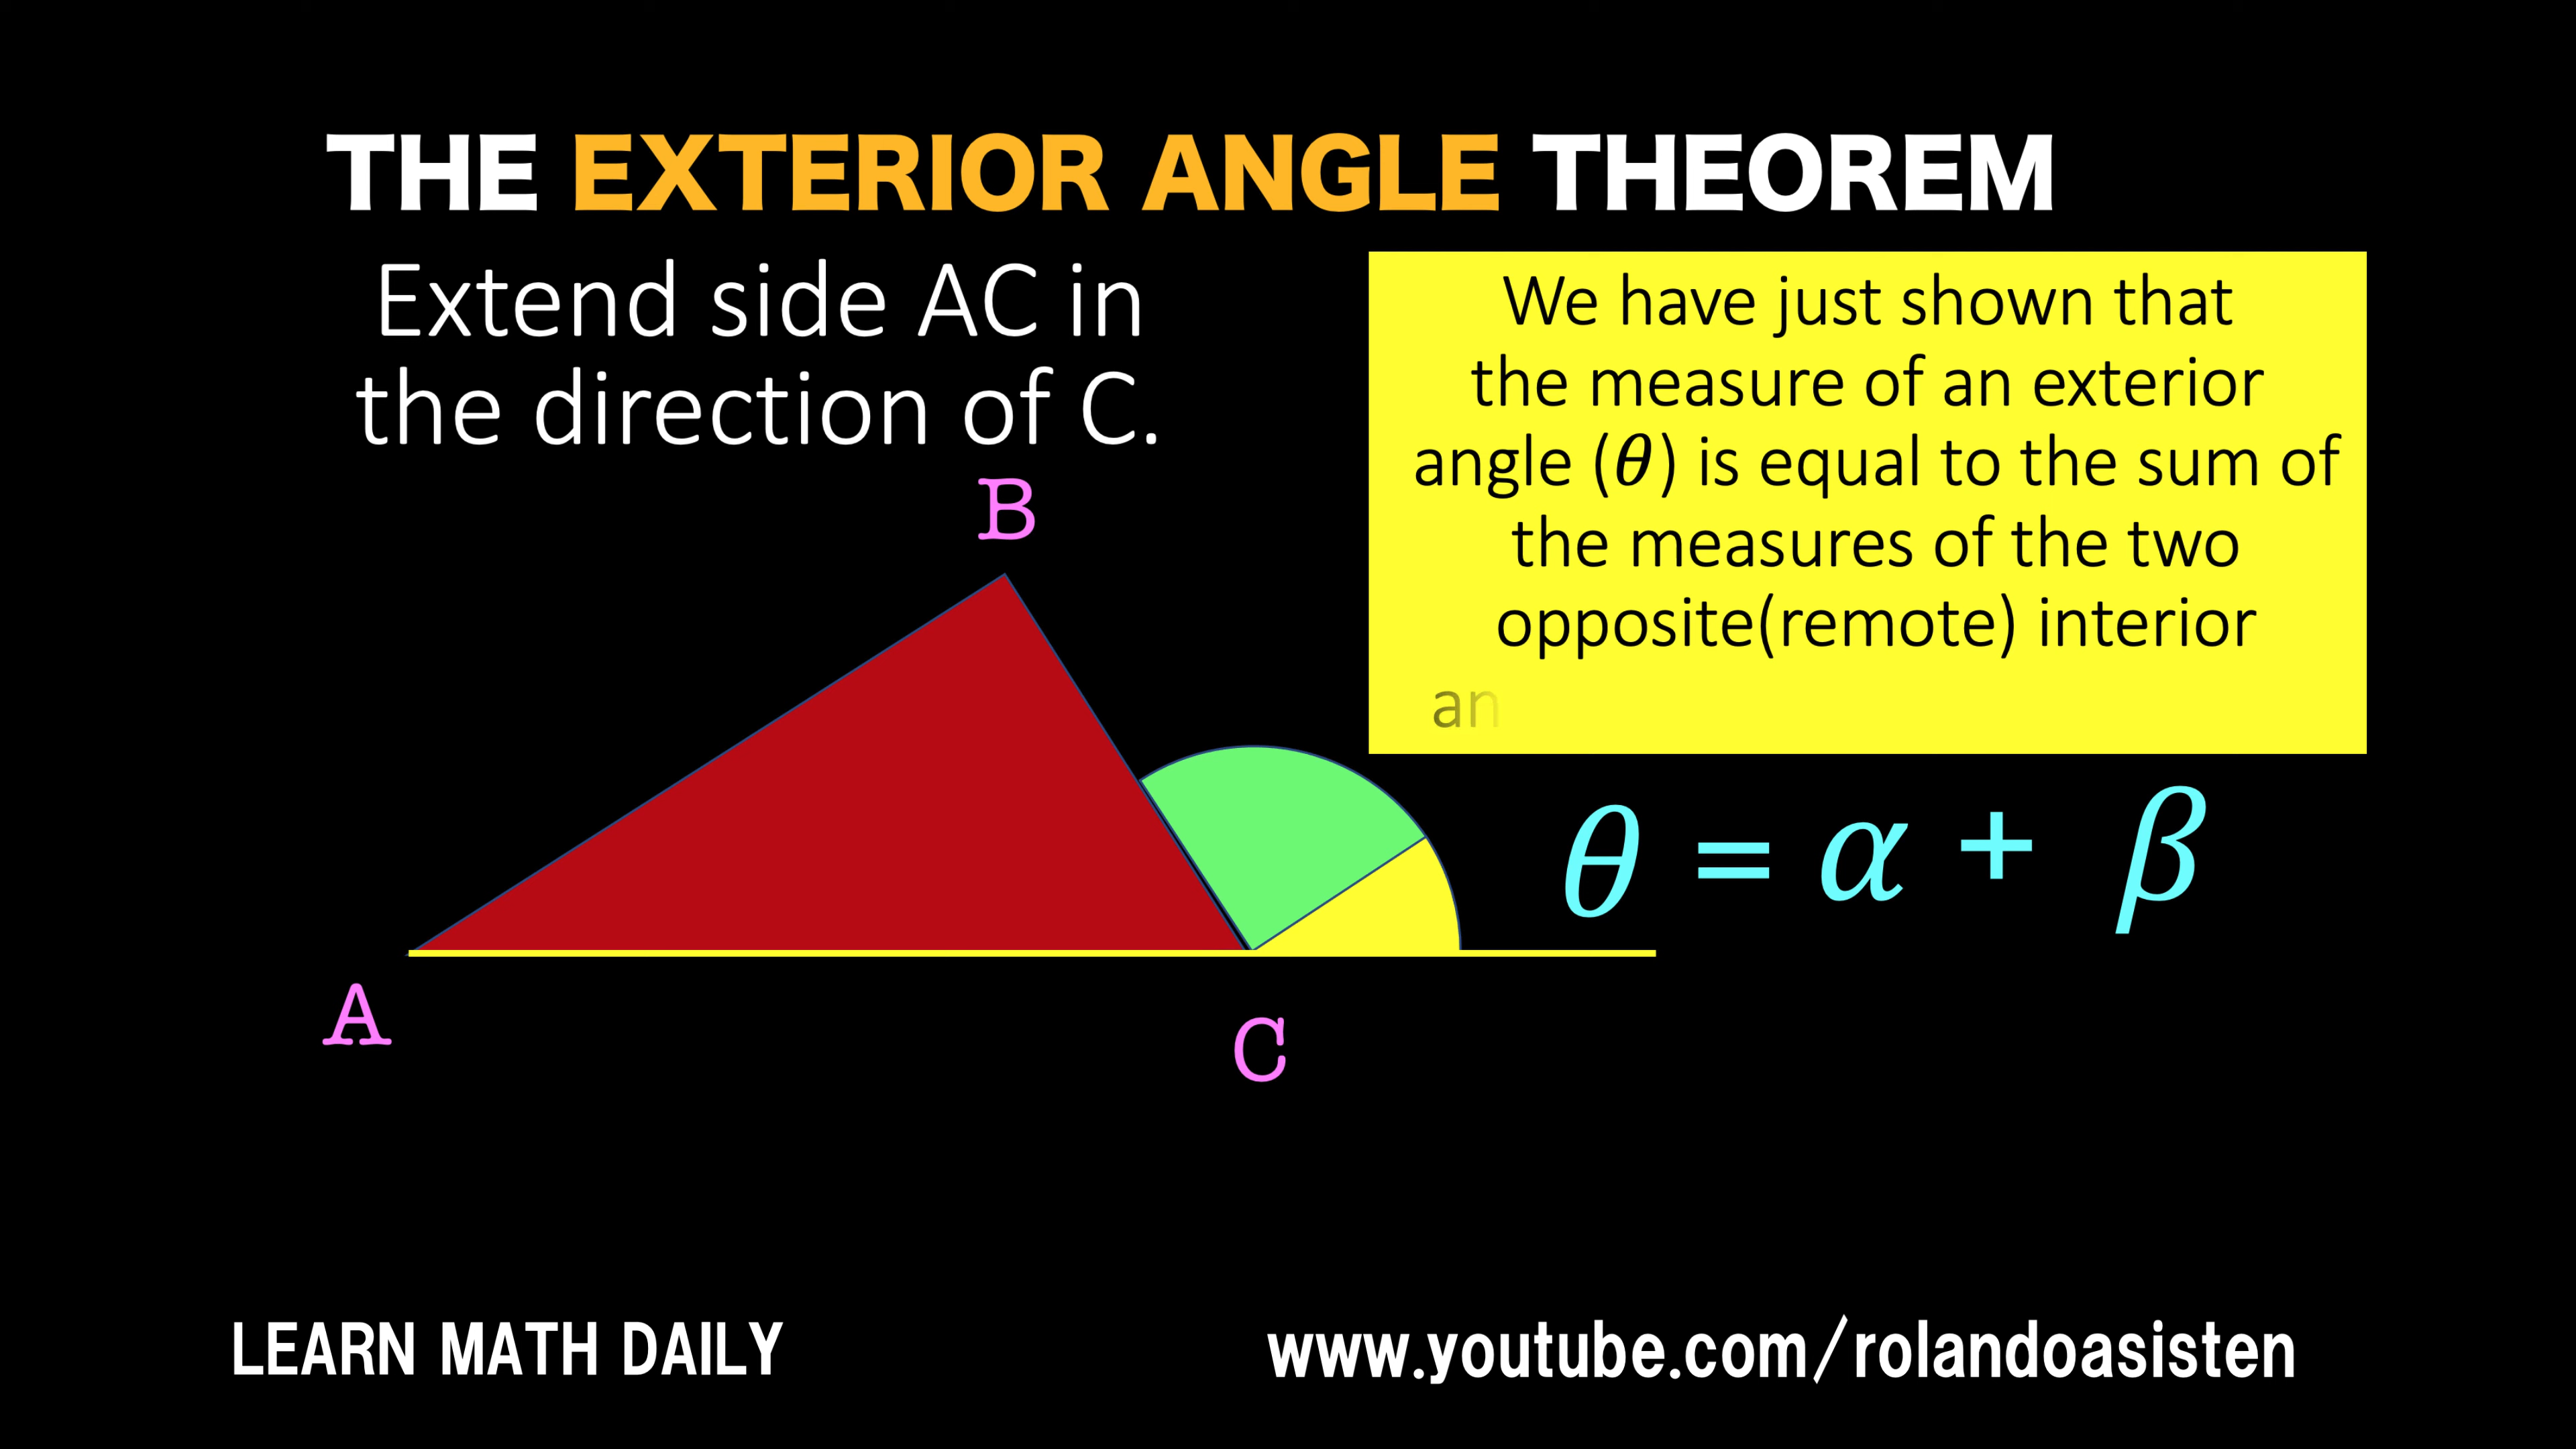 THE EXTERIOR ANGLE THEOREM
Extend side AC in
the direction of C.
We have just shown that
the measure of an exterior
angle (θ) is equal to the sum of
the measures of the two
opposite(remote) interior
an
B
θ = α + β
A
C
LEARN MATH DAILY
www.youtube.com/rolandoasisten